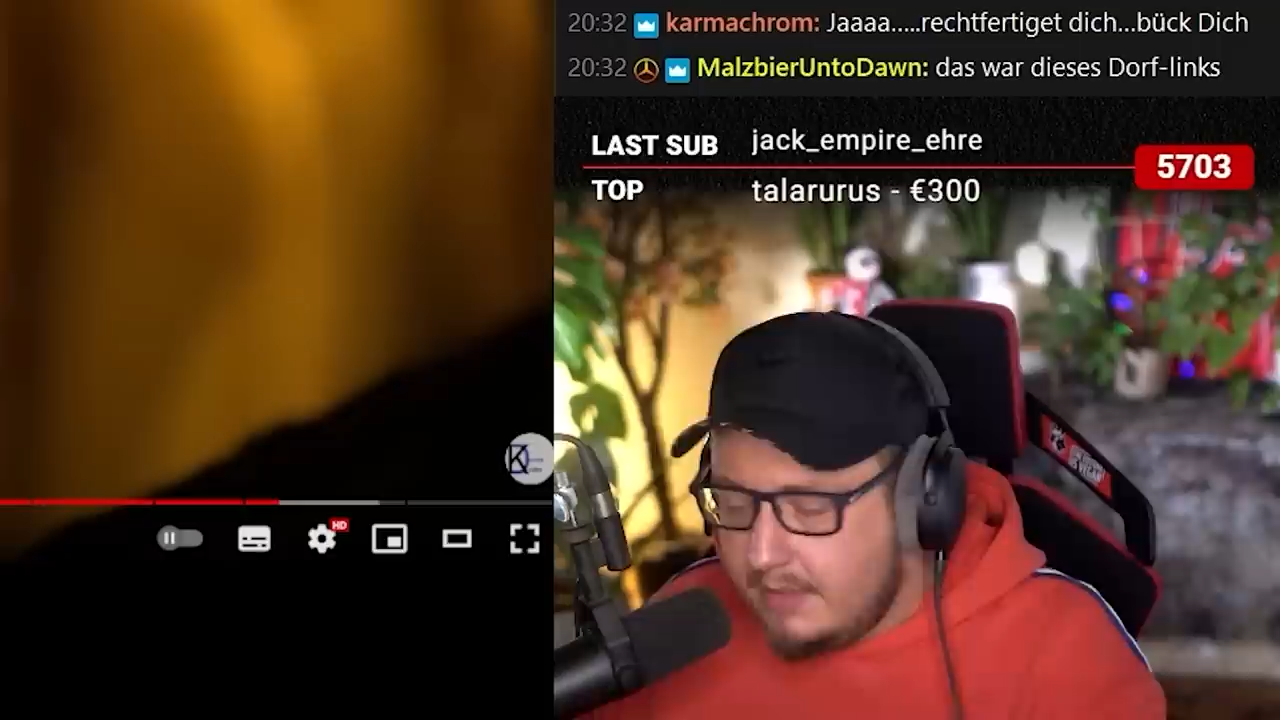 20:32 karmachrom: Jaaaa.....rechtfertiget dich...bück Dich
20:32 MalzbierUntoDawn: das war dieses Dorf-links
LAST SUB jack_empire_ehre
5703
TOP talarurus - €300
HD